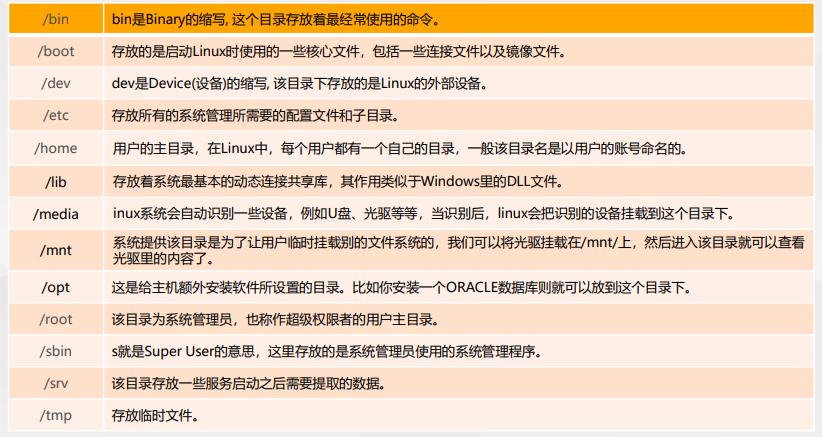 /bin bin是Binary的缩写, 这个目录存放着最经常使用的命令。
/boot 存放的是启动Linux时使用的一些核心文件，包括一些连接文件以及镜像文件。
/dev dev是Device(设备)的缩写, 该目录下存放的是Linux的外部设备。
/etc 存放所有的系统管理所需要的配置文件和子目录。
/home 用户的主目录，在Linux中，每个用户都有一个自己的目录，一般该目录名是以用户的账号命名的。
/lib 存放着系统最基本的动态连接共享库，其作用类似于Windows里的DLL文件。
/media inux系统会自动识别一些设备，例如U盘、光驱等等，当识别后，linux会把识别的设备挂载到这个目录下。
/mnt 系统提供该目录是为了让用户临时挂载别的文件系统的，我们可以将光驱挂载在/mnt/上，然后进入该目录就可以查看
光驱里的内容了。
/opt 这是给主机额外安装软件所设置的目录。比如你安装一个ORACLE数据库则就可以放到这个目录下。
/root 该目录为系统管理员，也称作超级权限者的用户主目录。
/sbin s就是Super User的意思，这里存放的是系统管理员使用的系统管理程序。
/srv 该目录存放一些服务启动之后需要提取的数据。
/tmp 存放临时文件。